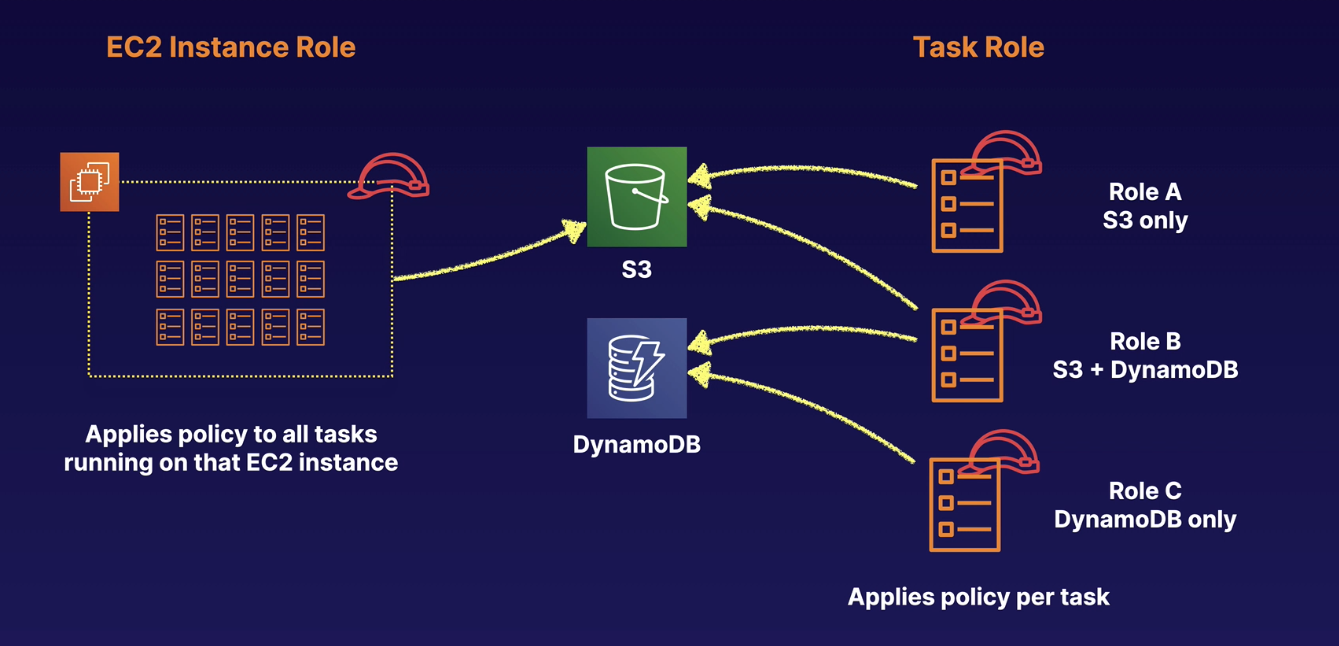 EC2 Instance Role
Applies policy to all tasks
running on that EC2 instance
S3
DynamoDB
Task Role
Role A
S3 only
Role B
S3 + DynamoDB
Role C
DynamoDB only
Applies policy per task